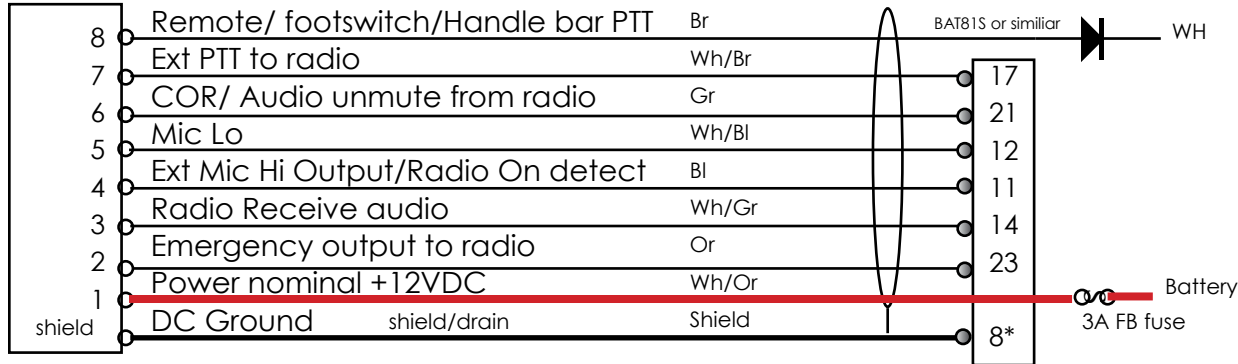 Remote/ footswitch/Handle bar PTT Br BAT81S or similiar WH
8
Ext PTT to radio Wh/Br
7 17
COR/ Audio unmute from radio Gr
6 21
Mic Lo Wh/Bl
5 12
Ext Mic Hi Output/Radio On detect Bl
4 11
Radio Receive audio Wh/Gr
3 14
Emergency output to radio Or
2 23
Power nominal +12VDC Wh/Or Battery
1
3A FB fuse
shield DC Ground shield/drain Shield 8*